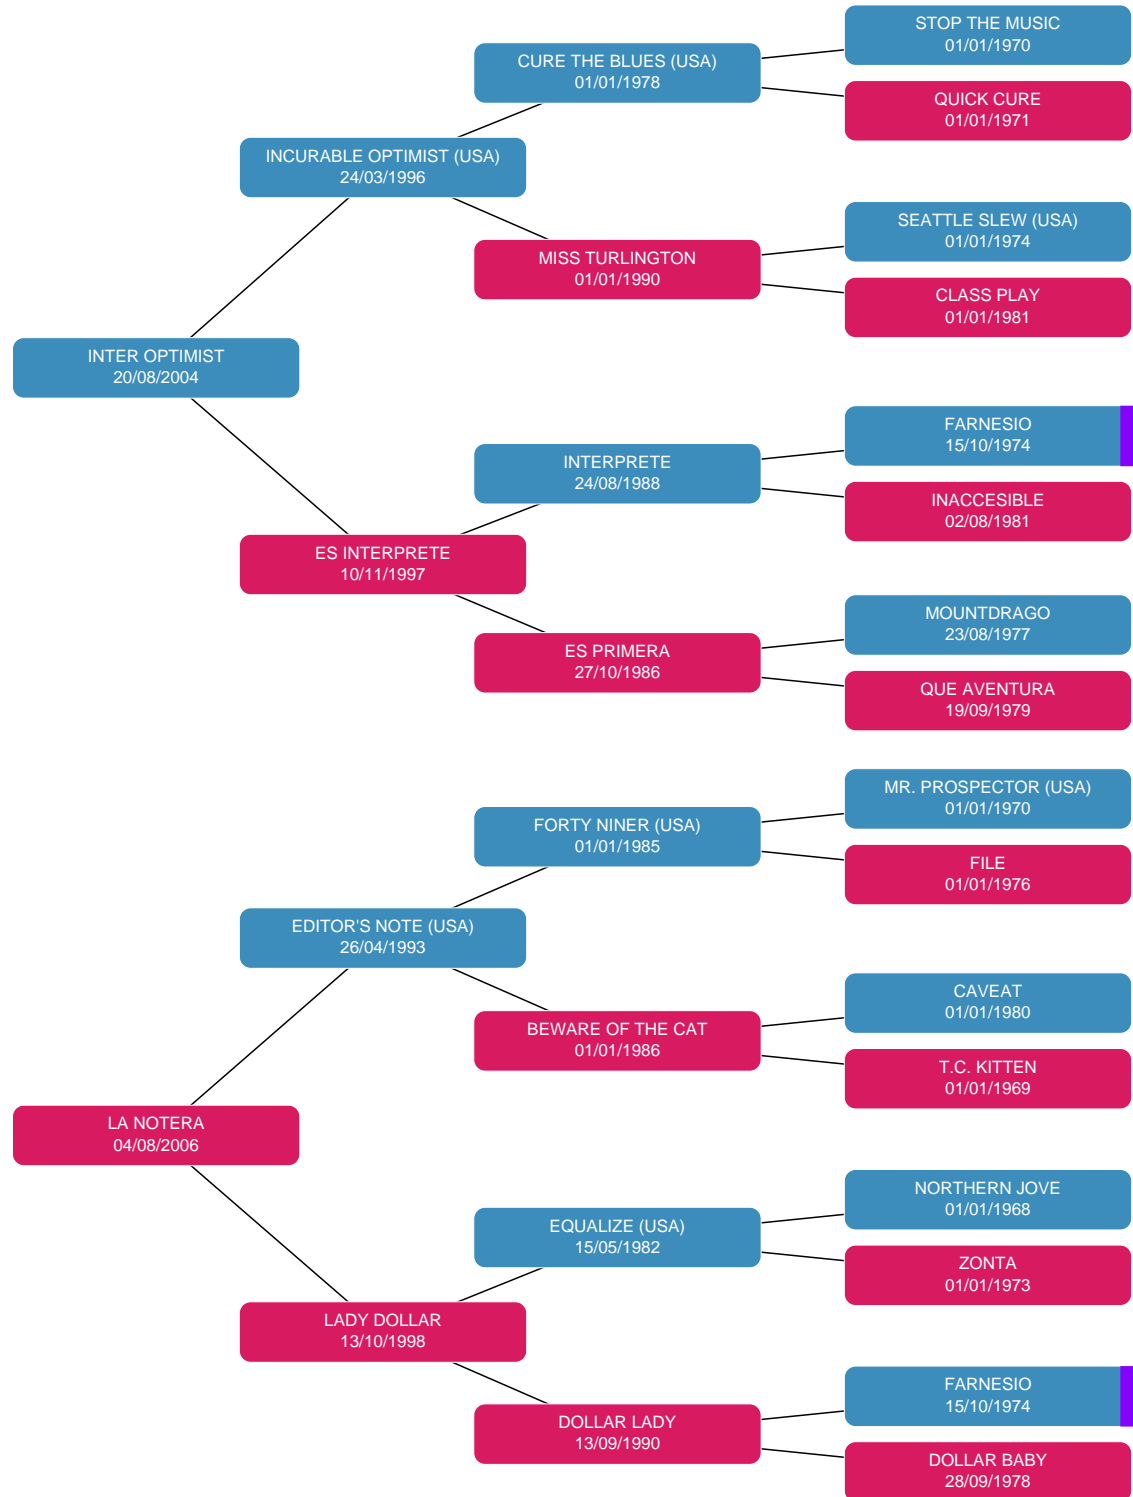 STOP THE MUSIC
01/01/1970
CURE THE BLUES (USA)
01/01/1978
QUICK CURE
01/01/1971
INCURABLE OPTIMIST (USA)
24/03/1996
SEATTLE SLEW (USA)
01/01/1974
MISS TURLINGTON
01/01/1990
CLASS PLAY
01/01/1981
INTER OPTIMIST
20/08/2004
FARNESIO
15/10/1974
INTERPRETE
24/08/1988
INACCESIBLE
02/08/1981
ES INTERPRETE
10/11/1997
MOUNTDRAGO
23/08/1977
ES PRIMERA
27/10/1986
QUE AVENTURA
19/09/1979
MR. PROSPECTOR (USA)
01/01/1970
FORTY NINER (USA)
01/01/1985
FILE
01/01/1976
EDITOR'S NOTE (USA)
26/04/1993
CAVEAT
01/01/1980
BEWARE OF THE CAT
01/01/1986
T.C. KITTEN
01/01/1969
LA NOTERA
04/08/2006
NORTHERN JOVE
01/01/1968
EQUALIZE (USA)
15/05/1982
ZONTA
01/01/1973
LADY DOLLAR
13/10/1998
FARNESIO
15/10/1974
DOLLAR LADY
13/09/1990
DOLLAR BABY
28/09/1978